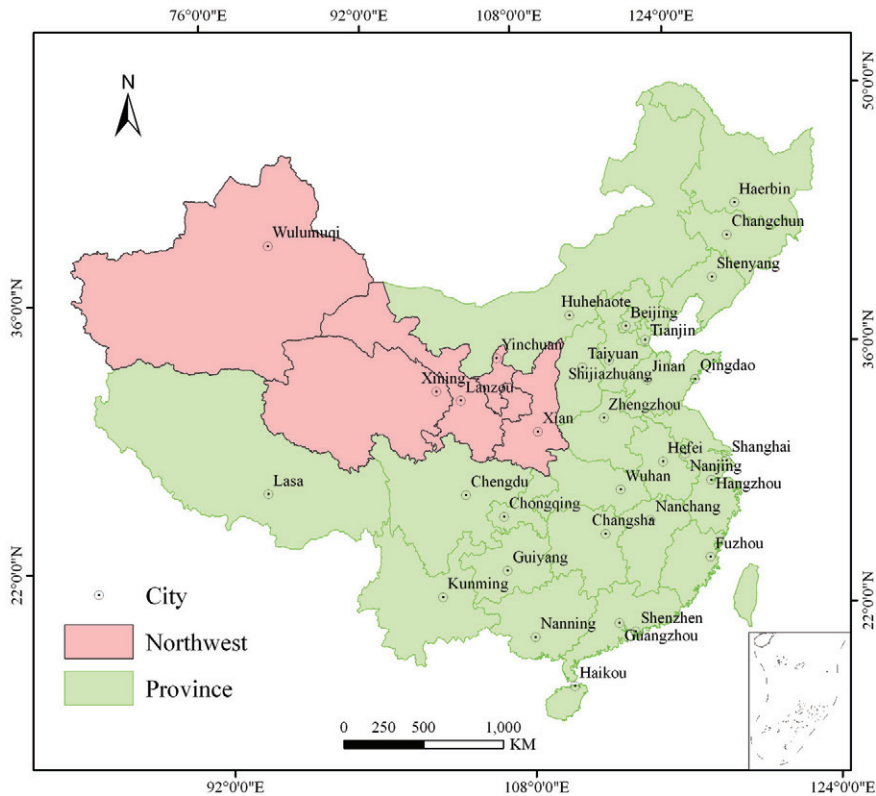 76°0'0"N 92°0'0"N 108°0'0"N 124°0'0"N
50°0'0"N
N
Haerbin
Changchun
Wulumuqi
Shenyang
36°0'0"N
Huhehaote
Beijing
Tianjin
36°0'0"N
Yinchuan
Taiyuan
Jinan
Qingdao
Shijiazhuang
Xining
Lanzou
Zhengzhou
Xian
Hefei
Shanghai
Nanjing
Lasa
Chengdu
Wuhan
Hangzhou
Chongqing
Nanchang
Changsha
Fuzhou
Guiyang
22°0'0"N
Kunming
22°0'0"N
City
Nanning
Shenzhen
Guangzhou
Northwest
Haikou
Province
0 250 500 1,000
KM
92°0'0"N 108°0'0"N 124°0'0"N